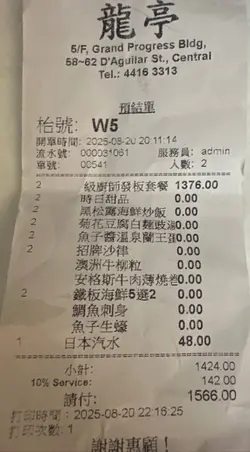 龍亭
5/F, Grand Progress Bldg,
58~62 D'Aguilar St., Central
Tel.: 4416 3313
預結單
枱號: W5
開單時間: 2025-08-20 20:11:14
流水號: 000031061 服務員: admin
單號: 00541 人數: 2
2 級廚師發板套餐 1376.00
2 時日甜品 0.00
2 黑松露海鮮炒飯 0.00
2 菊花豆腐白麵豉湯 0.00
2 魚子醬溫泉蘭王蛋 0.00
2 招牌沙律 0.00
澳洲牛柳粒 0.00
安格斯牛肉薄燒卷 0.00
2 鐵板海鮮5選2 0.00
鯛魚刺身 0.00
魚子生蠔 0.00
1 日本汽水 48.00
小計: 1424.00
10% Service: 142.00
請付: 1566.00
打印時間: 2025-08-20 22:16:25
打印次數: 1
謝謝惠顧!